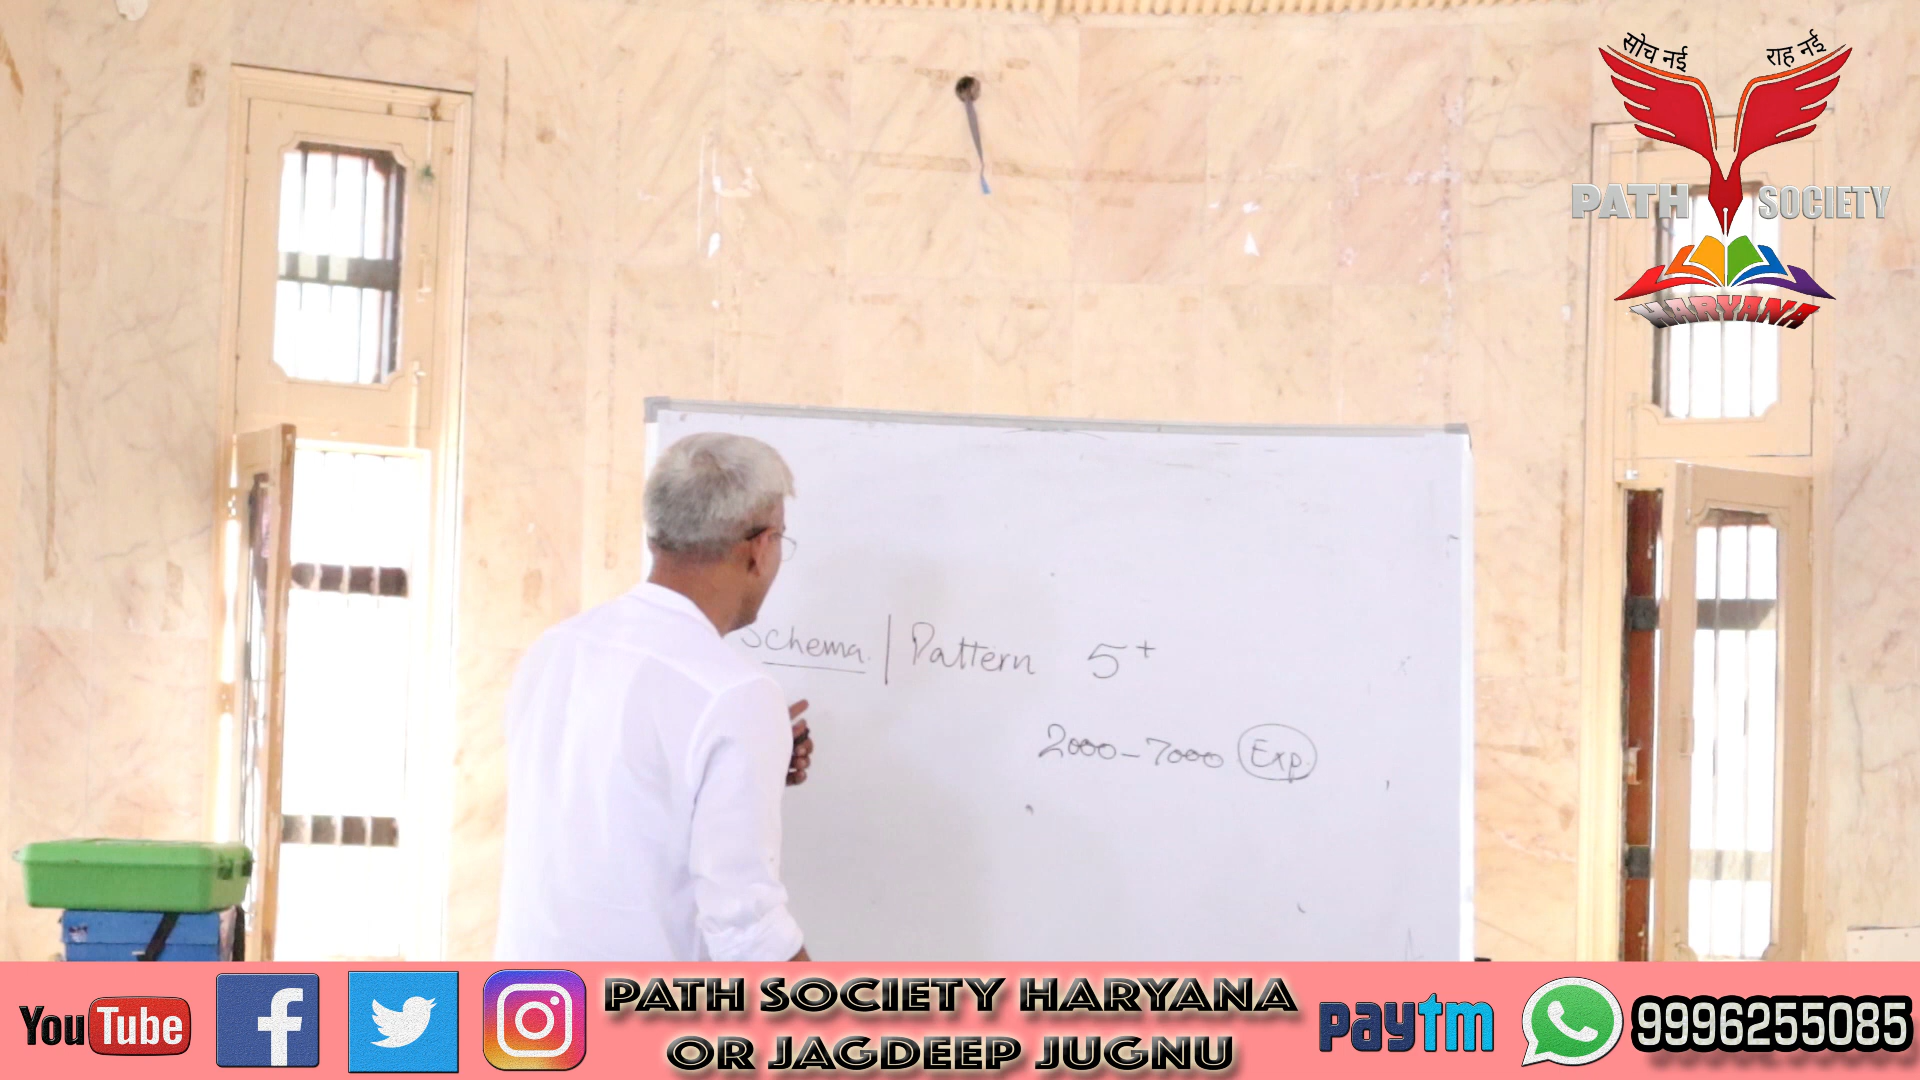 सोच नई राह नई
PATH SOCIETY
HARYANA
Schema. | Pattern 5+
2000-7000 Exp.
YouTube
PATH SOCIETY HARYANA
OR JAGDEEP JUGNU
paytm
9996255085